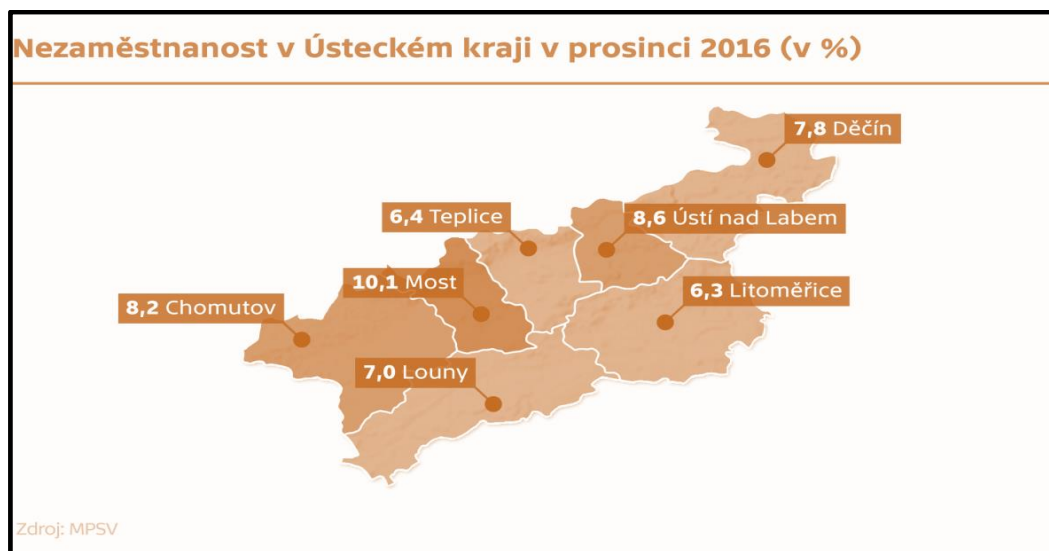 Nezaměstnanost v Ústeckém kraji v prosinci 2016 (v %)
7,8 Děčín
6,4 Teplice
8,6 Ústí nad Labem
10,1 Most
6,3 Litoměřice
8,2 Chomutov
7,0 Louny
Zdroj: MPSV